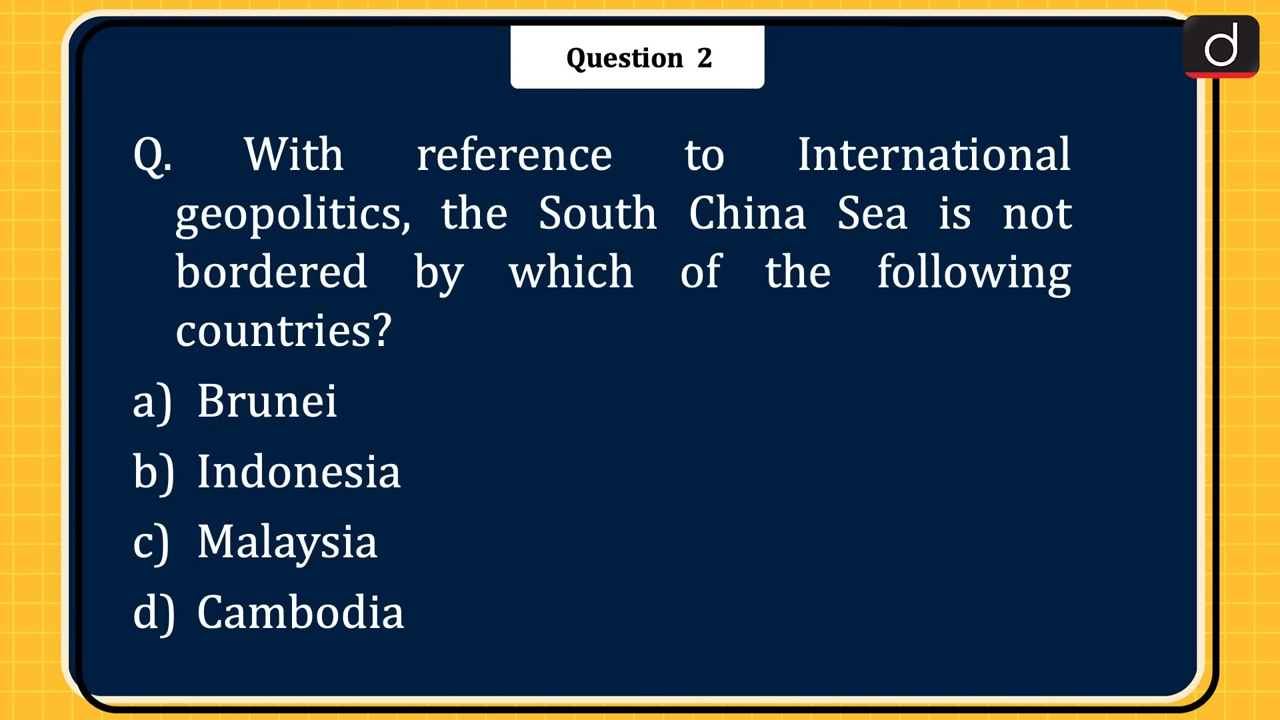 Question 2
d
Q. With reference to International
geopolitics, the South China Sea is not
bordered by which of the following
countries?
a) Brunei
b) Indonesia
c) Malaysia
d) Cambodia